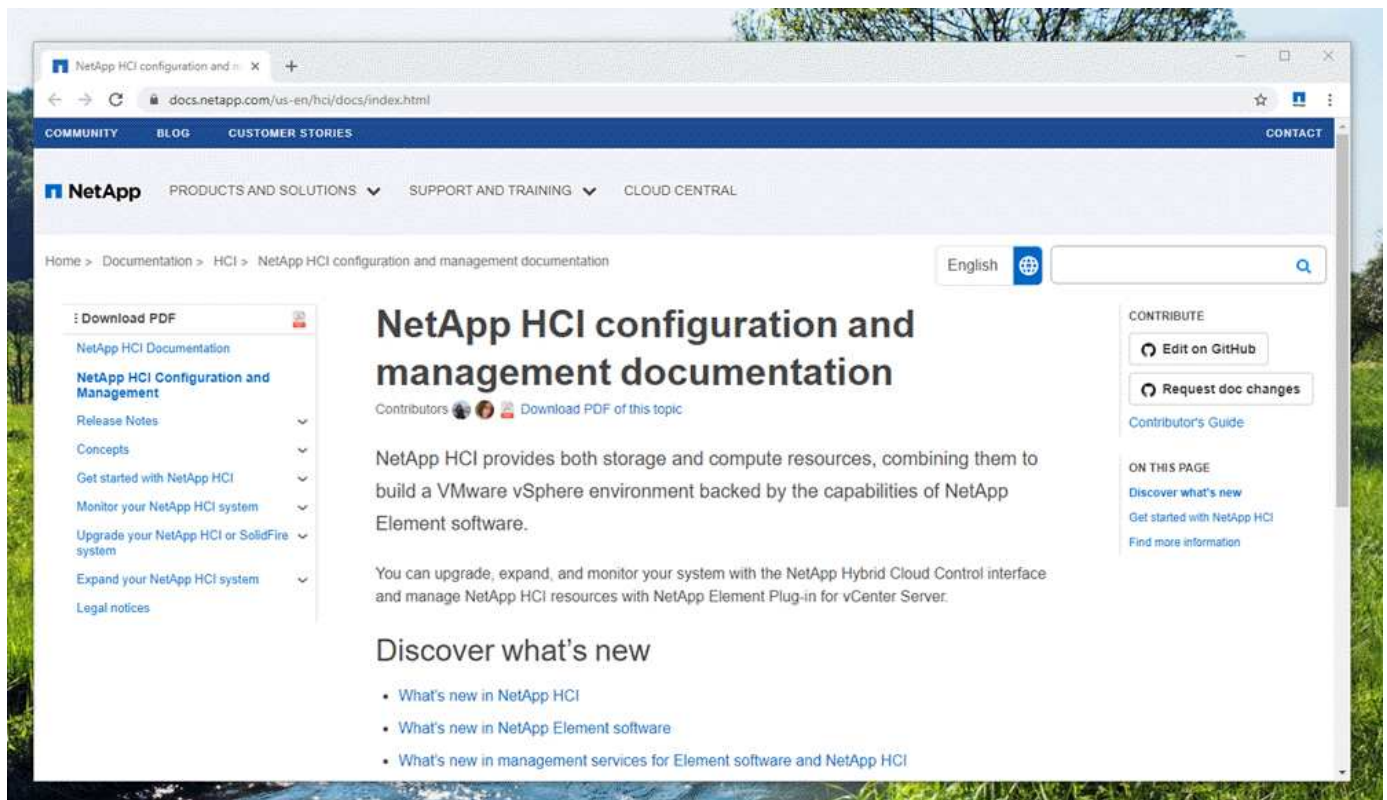 NetApp HCI configuration and
docs.netapp.com/us-en/hci/docs/index.html
COMMUNITY BLOG CUSTOMER STORIES CONTACT
NetApp PRODUCTS AND SOLUTIONS SUPPORT AND TRAINING CLOUD CENTRAL
Home > Documentation > HCI > NetApp HCI configuration and management documentation
English
Download PDF
NetApp HCI Documentation
NetApp HCI Configuration and
Management
Release Notes
Concepts
Get started with NetApp HCI
Monitor your NetApp HCI system
Upgrade your NetApp HCI or SolidFire
system
Expand your NetApp HCI system
Legal notices
NetApp HCI configuration and
management documentation
Contributors Download PDF of this topic
NetApp HCI provides both storage and compute resources, combining them to
build a VMware vSphere environment backed by the capabilities of NetApp
Element software.
You can upgrade, expand, and monitor your system with the NetApp Hybrid Cloud Control interface
and manage NetApp HCI resources with NetApp Element Plug-in for vCenter Server.
Discover what's new
• What's new in NetApp HCI
• What's new in NetApp Element software
• What's new in management services for Element software and NetApp HCI
CONTRIBUTE
Edit on GitHub
Request doc changes
Contributor's Guide
ON THIS PAGE
Discover what's new
Get started with NetApp HCI
Find more information